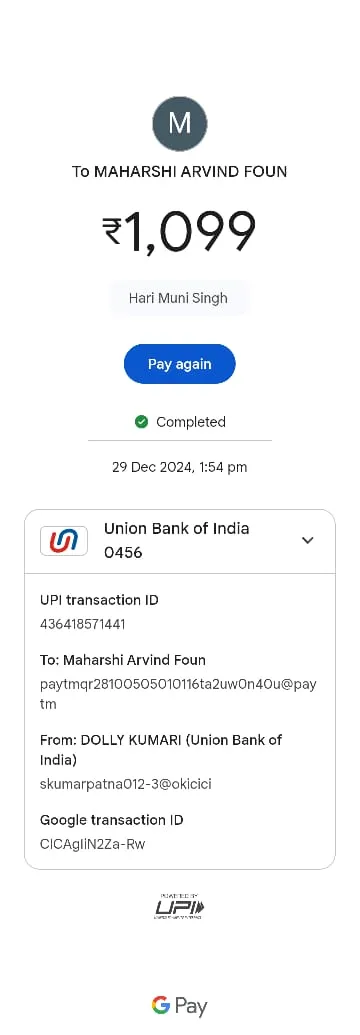 M
To MAHARSHI ARVIND FOUN
₹1,099
Hari Muni Singh
Pay again
Completed
29 Dec 2024, 1:54 pm
Union Bank of India
0456
UPI transaction ID
436418571441
To: Maharshi Arvind Foun
paytmqr28100505010116ta2uw0n40u@pay
tm
From: DOLLY KUMARI (Union Bank of
India)
skumarpatna012-3@okicici
Google transaction ID
CICAgIiN2Za-Rw
POWERED BY
UPI
G Pay